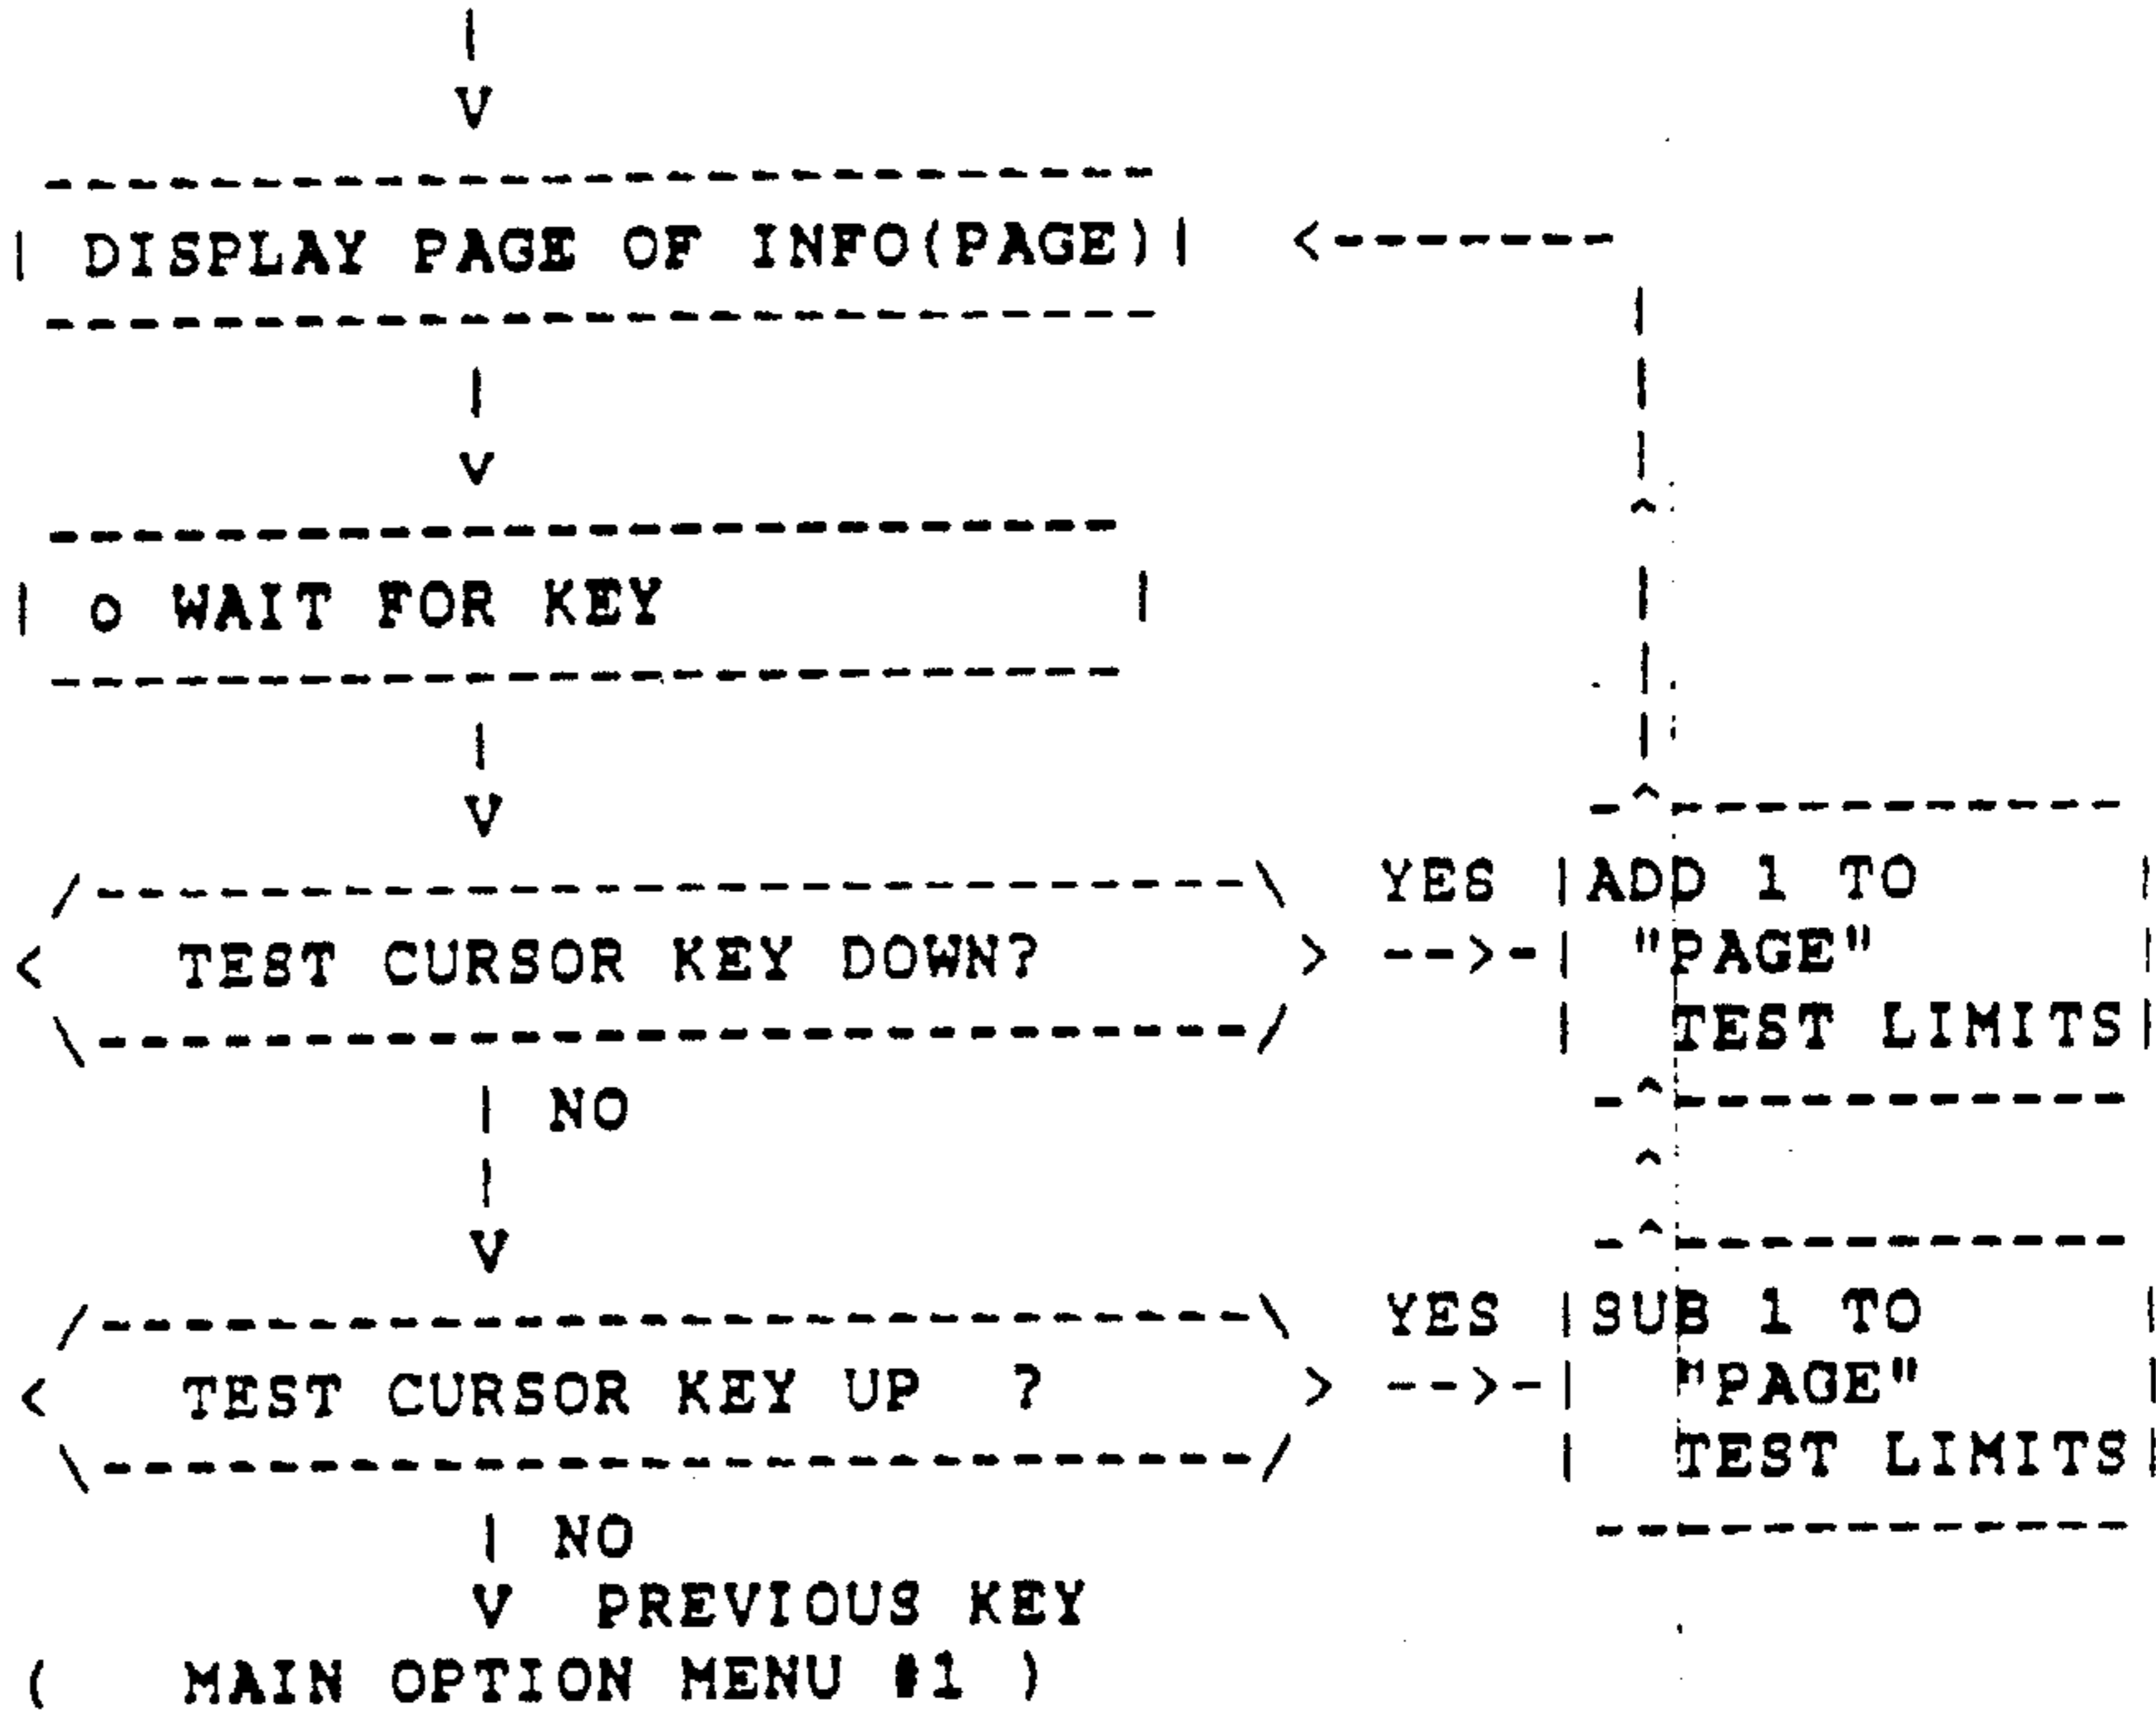 |
V
---------------------------
| DISPLAY PAGE OF INFO(PAGE)| <-------
---------------------------
|
V
--------------------------
| o WAIT FOR KEY |
--------------------------
|
V
/----------------------------\ YES |ADD 1 TO |
< TEST CURSOR KEY DOWN? > -->-| "PAGE" |
\----------------------------/ | TEST LIMITS|
| NO
|
V
/----------------------------\ YES |SUB 1 TO |
< TEST CURSOR KEY UP ? > -->-| "PAGE" |
\----------------------------/ | TEST LIMITS|
| NO
V PREVIOUS KEY
( MAIN OPTION MENU #1 )